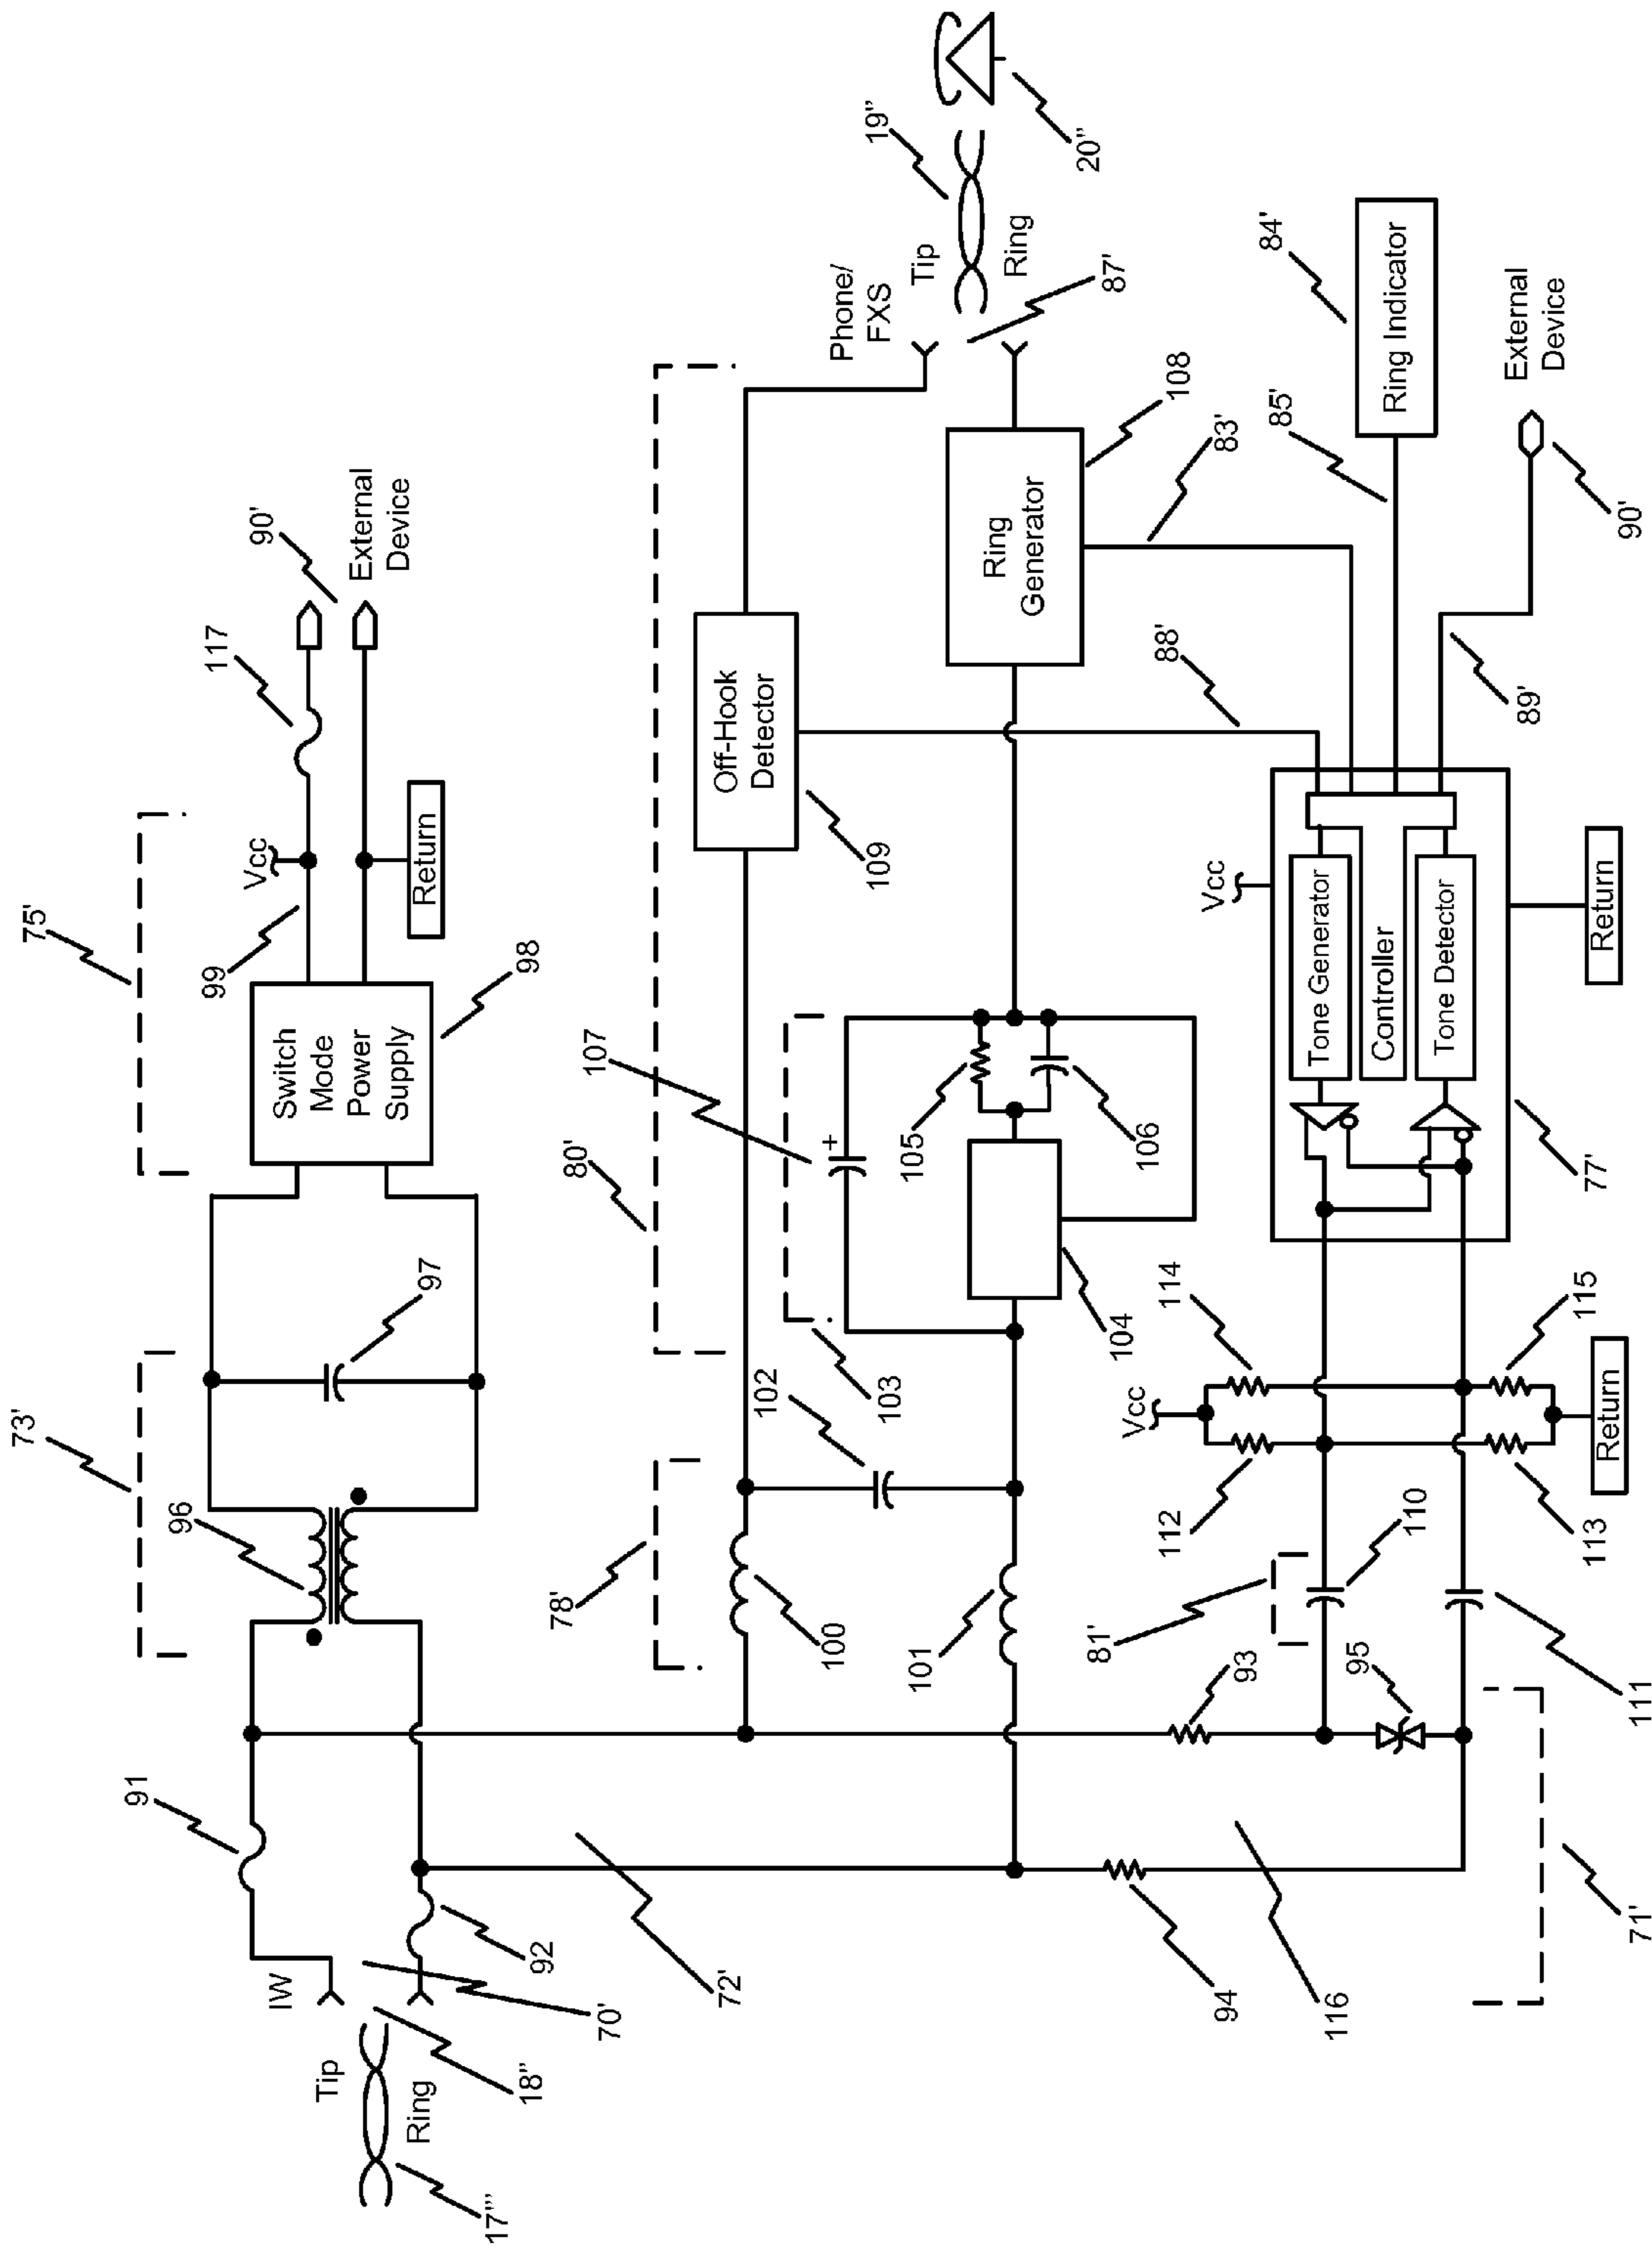 73'
75'
90'
117
External
Device
91
IW
Tip
Ring
17'''
18"
70'
92
72'
96
97
Switch
Mode
Power
Supply
98
99
Vcc
Return
78'
80'
107
102
103
100
101
104
105
+
106
Off-Hook
Detector
109
Ring
Generator
108
83'
88'
Phone/
FXS
Tip
Ring
87'
19"
20"
94
116
71'
93
81'
95
110
111
112
113
114
115
Vcc
Return
Vcc
Tone Generator
Controller
Tone Detector
77'
Return
85'
84'
Ring Indicator
89'
External
Device
90'